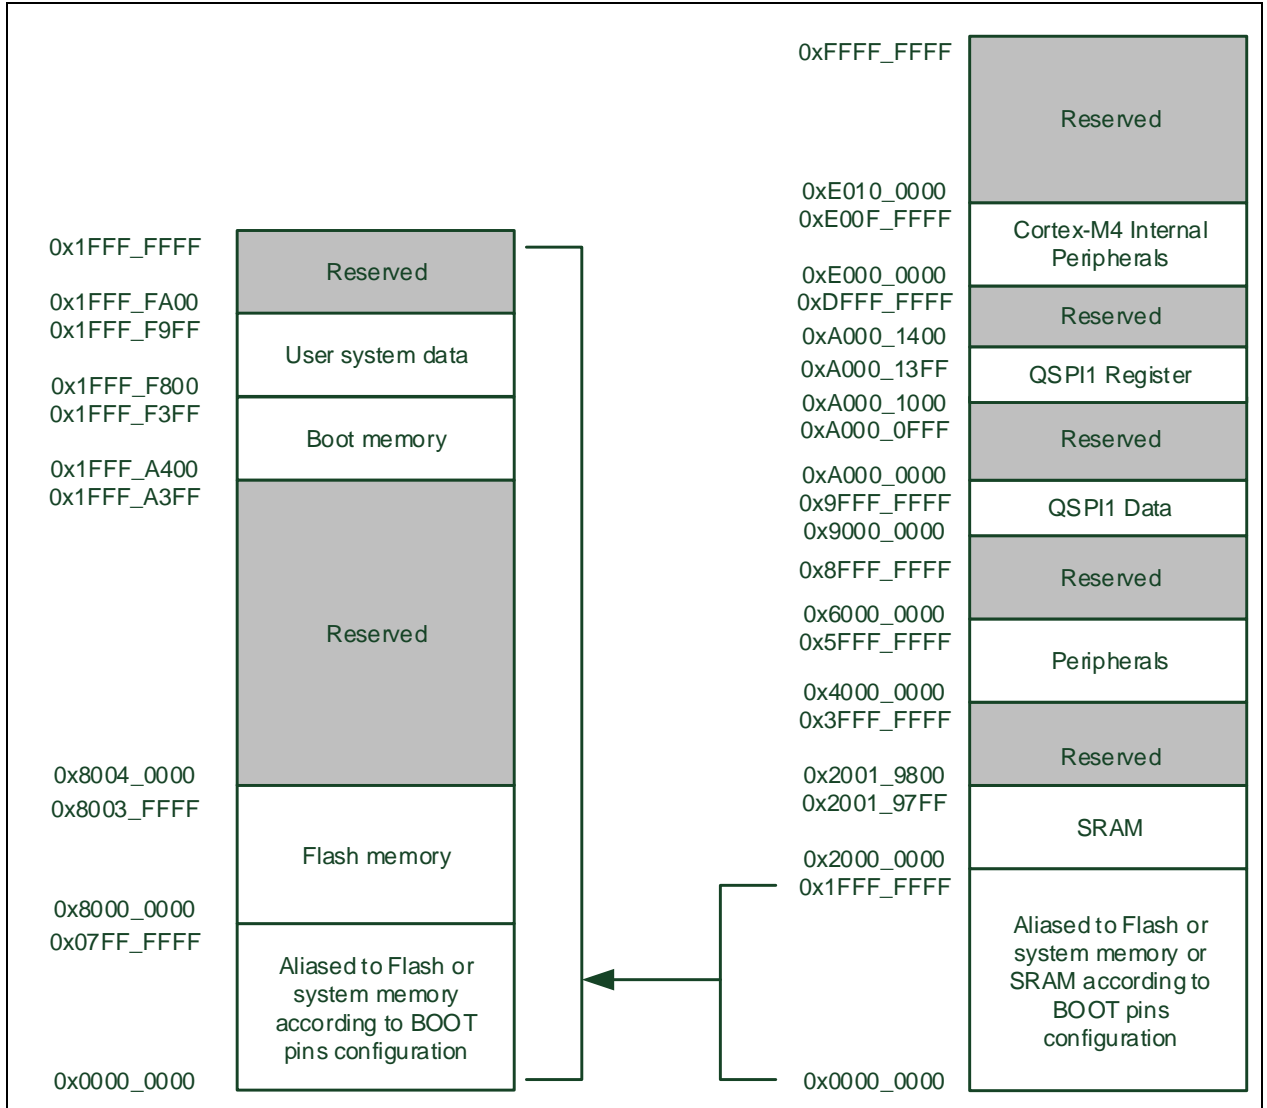 0x1FFF_FFFF
Reserved
0x1FFF_FA00
0x1FFF_F9FF
User system data
0x1FFF_F800
0x1FFF_F3FF
Boot memory
0x1FFF_A400
0x1FFF_A3FF
Reserved
0x8004_0000
0x8003_FFFF
Flash memory
0x8000_0000
0x07FF_FFFF
Aliased to Flash or
system memory
according to BOOT
pins configuration
0x0000_0000
0xFFFF_FFFF
Reserved
0xE010_0000
0xE00F_FFFF
Cortex-M4 Internal
Peripherals
0xE000_0000
0xDFFF_FFFF
Reserved
0xA000_1400
0xA000_13FF
QSPI1 Register
0xA000_1000
0xA000_0FFF
Reserved
0xA000_0000
0x9FFF_FFFF
QSPI1 Data
0x9000_0000
0x8FFF_FFFF
Reserved
0x6000_0000
0x5FFF_FFFF
Peripherals
0x4000_0000
0x3FFF_FFFF
Reserved
0x2001_9800
0x2001_97FF
SRAM
0x2000_0000
0x1FFF_FFFF
Aliased to Flash or
system memory or
SRAM according to
BOOT pins
configuration
0x0000_0000